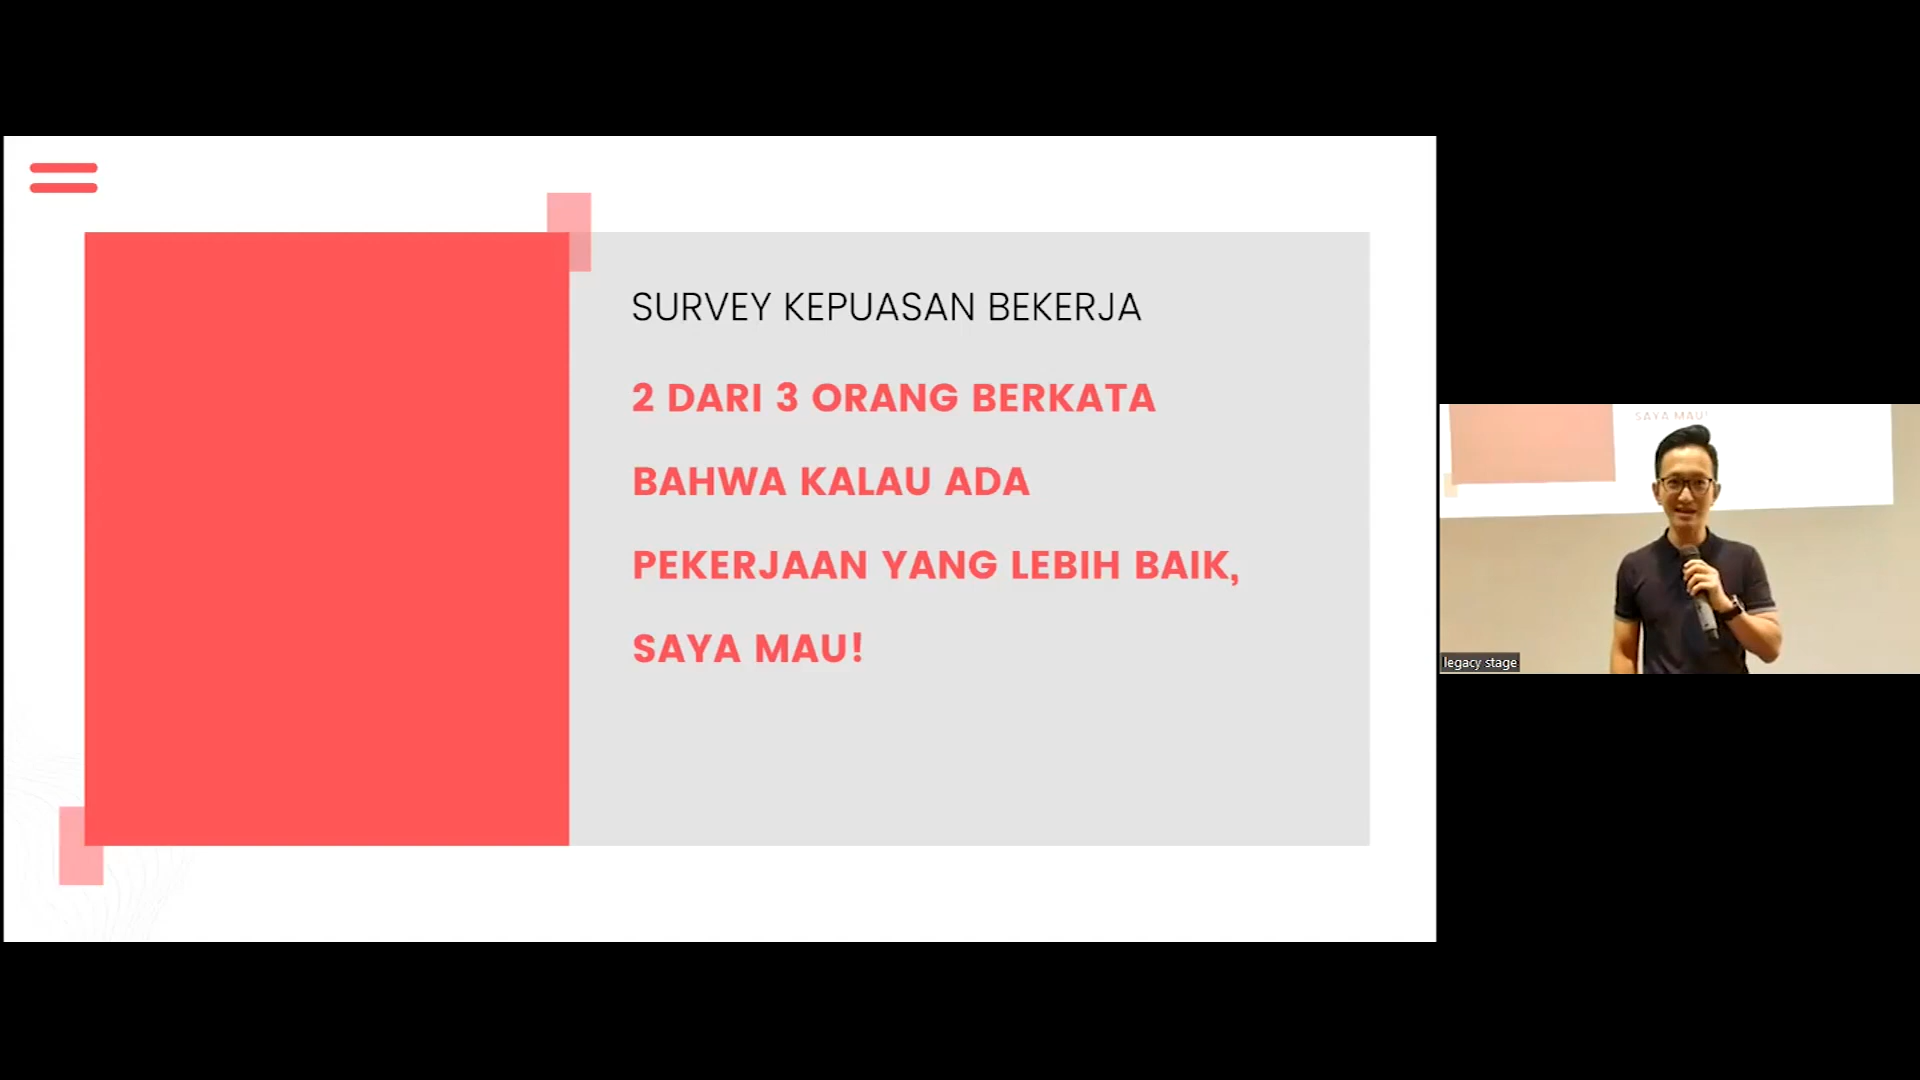 SURVEY KEPUASAN BEKERJA
2 DARI 3 ORANG BERKATA
BAHWA KALAU ADA
PEKERJAAN YANG LEBIH BAIK,
SAYA MAU!
SAYA MAU!
legacy stage